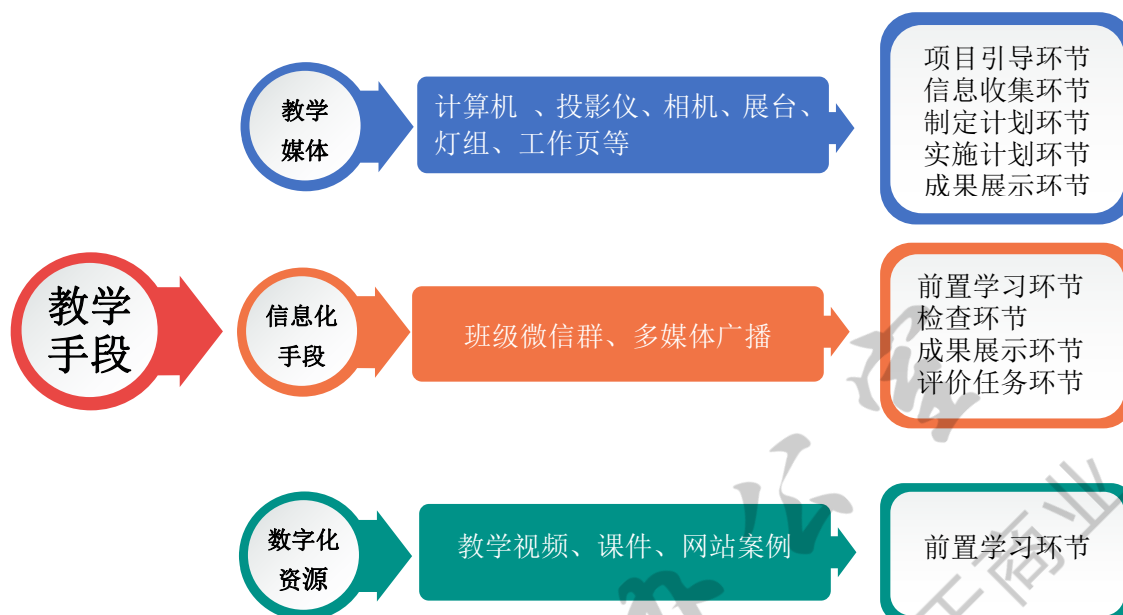 教学
手段
教学
媒体
计算机 、投影仪、相机、展台、
灯组、工作页等
项目引导环节
信息收集环节
制定计划环节
实施计划环节
成果展示环节
信息化
手段
班级微信群、多媒体广播
前置学习环节
检查环节
成果展示环节
评价任务环节
数字化
资源
教学视频、课件、网站案例
前置学习环节
商业